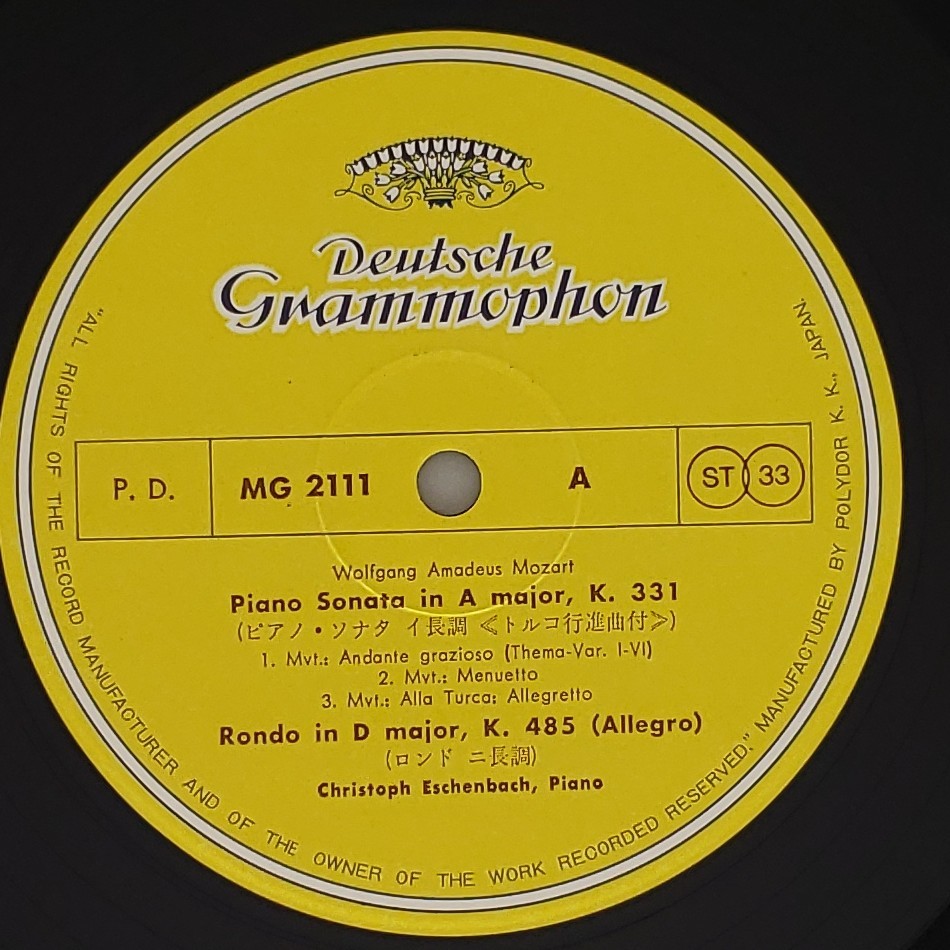 Deutsche
Grammophon
P. D.
MG 2111
A
ST 33
Wolfgang Amadeus Mozart
Piano Sonata in A major, K. 331
(ピアノ・ソナタ イ長調 ≪トルコ行進曲付≫)
1. Mvt.: Andante grazioso (Thema-Var. I-VI)
2. Mvt.: Menuetto
3. Mvt.: Alla Turca: Allegretto
Rondo in D major, K. 485 (Allegro)
(ロンド ニ長調)
Christoph Eschenbach, Piano
"ALL RIGHTS OF THE RECORD MANUFACTURER AND OF THE OWNER OF THE WORK RECORDED RESERVED." MANUFACTURED BY POLYDOR K. K., JAPAN.